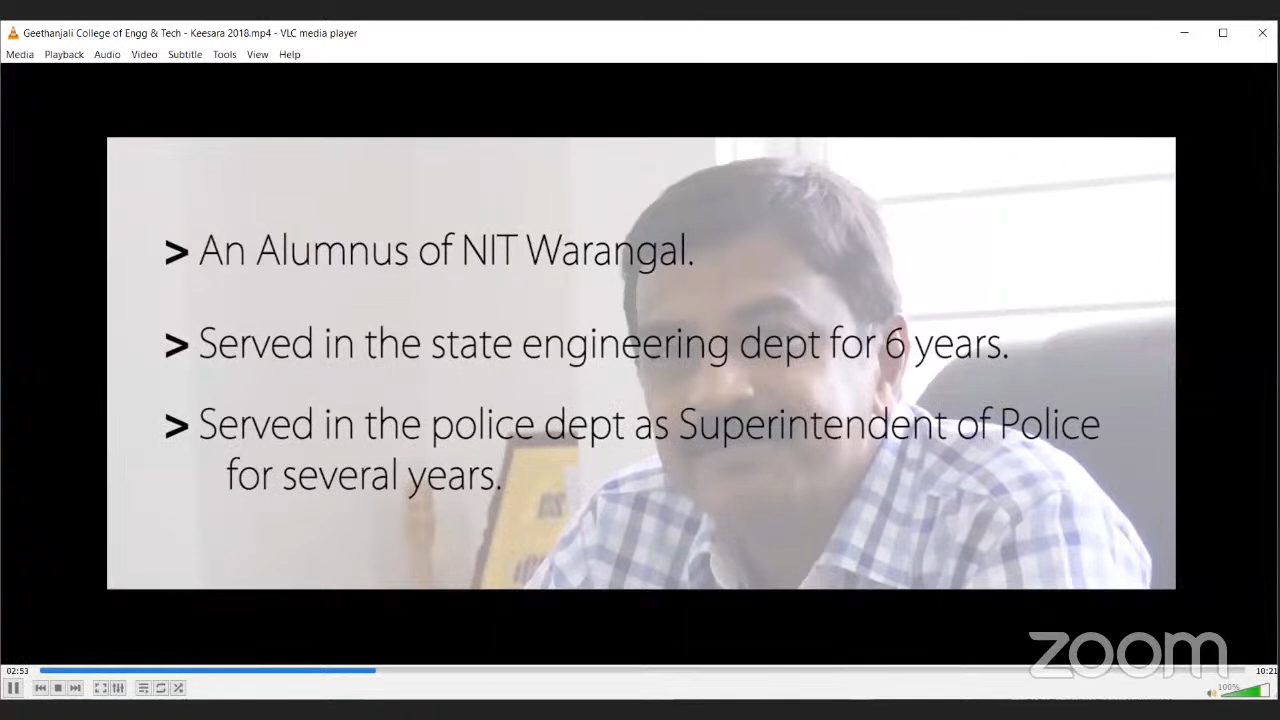 Geethanjali College of Engg & Tech - Keesara 2018.mp4 - VLC media player
Media Playback Audio Video Subtitle Tools View Help
> An Alumnus of NIT Warangal.
> Served in the state engineering dept for 6 years.
> Served in the police dept as Superintendent of Police
for several years.
zoom
02:53
10:21
100%